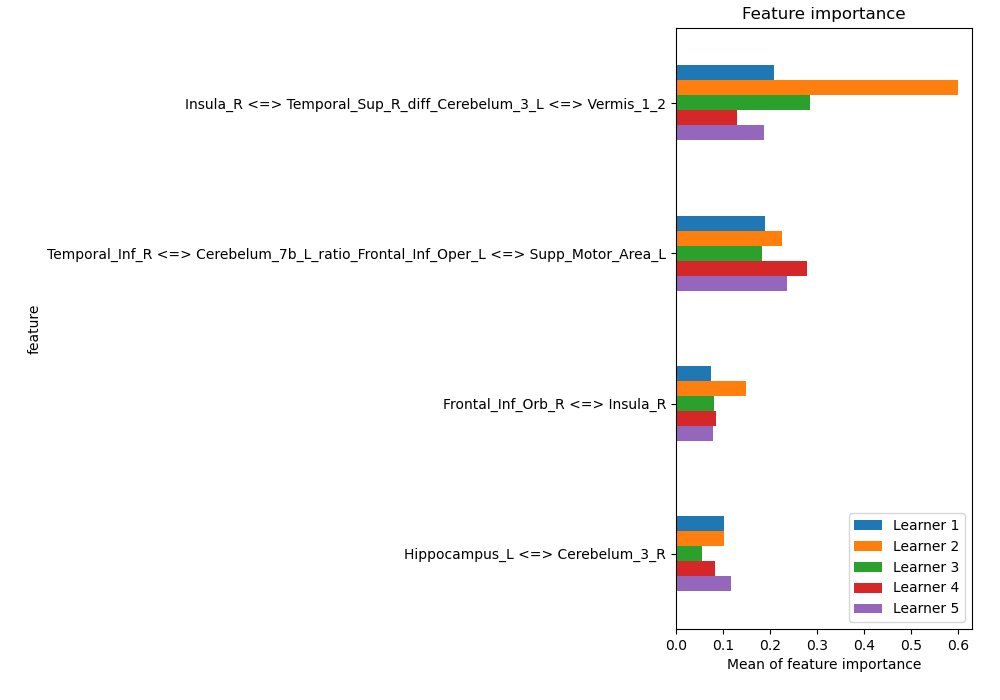 Feature importance
Insula_R <=> Temporal_Sup_R_diff_Cerebelum_3_L <=> Vermis_1_2
Temporal_Inf_R <=> Cerebelum_7b_L_ratio_Frontal_Inf_Oper_L <=> Supp_Motor_Area_L
feature
Frontal_Inf_Orb_R <=> Insula_R
Hippocampus_L <=> Cerebelum_3_R
Learner 1
Learner 2
Learner 3
Learner 4
Learner 5
0.0 0.1 0.2 0.3 0.4 0.5 0.6
Mean of feature importance